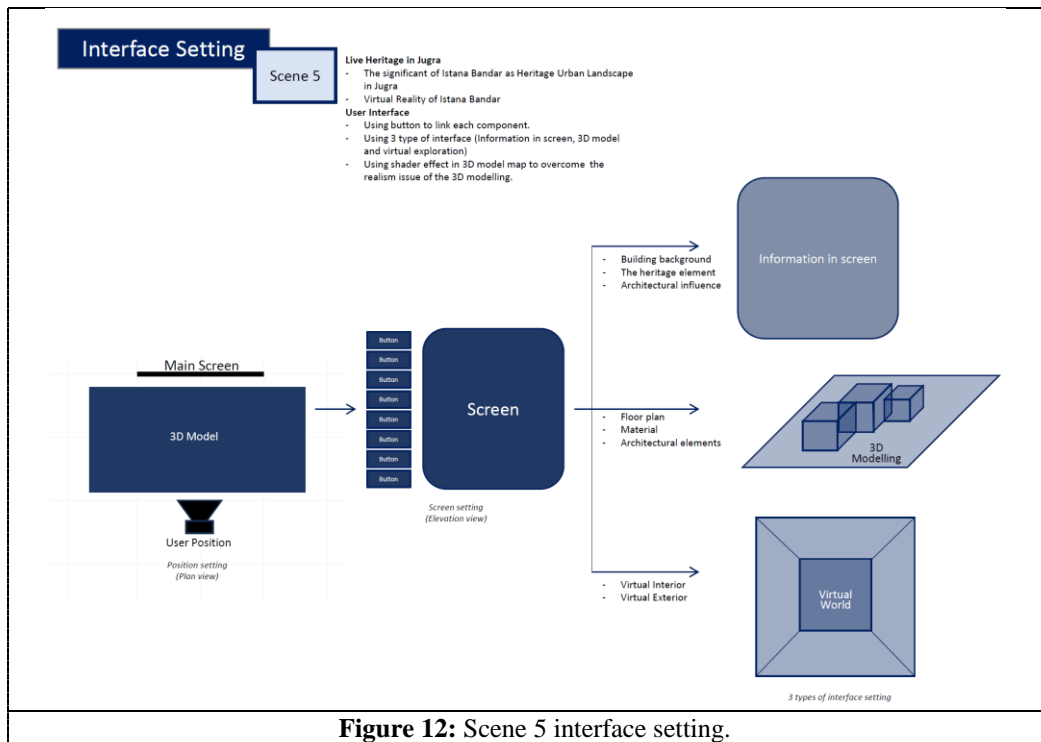 Interface Setting
Scene 5
Live Heritage in Jugra
- The significant of Istana Bandar as Heritage Urban Landscape
in Jugra
- Virtual Reality of Istana Bandar
User Interface
- Using button to link each component.
- Using 3 type of interface (Information in screen, 3D model
and virtual exploration)
- Using shader effect in 3D model map to overcome the
realism issue of the 3D modelling.
Main Screen
3D Model
User Position
Position setting
(Plan view)
Button
Button
Button
Button
Button
Button
Button
Button
Screen
Screen setting
(Elevation view)
- Building background
- The heritage element
- Architectural influence
Information in screen
- Floor plan
- Material
- Architectural elements
3D
Modelling
- Virtual Interior
- Virtual Exterior
Virtual
World
3 types of interface setting
Figure 12: Scene 5 interface setting.